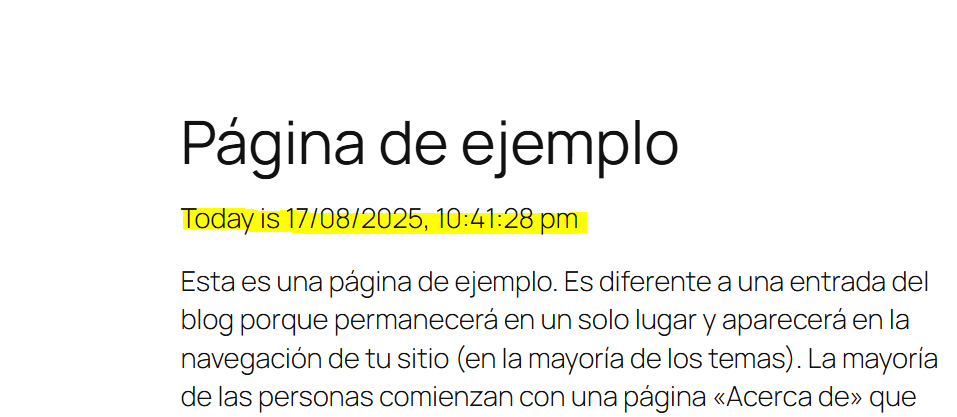 Página de ejemplo
Today is 17/08/2025, 10:41:28 pm
Esta es una página de ejemplo. Es diferente a una entrada del
blog porque permanecerá en un solo lugar y aparecerá en la
navegación de tu sitio (en la mayoría de los temas). La mayoría
de las personas comienzan con una página «Acerca de» que